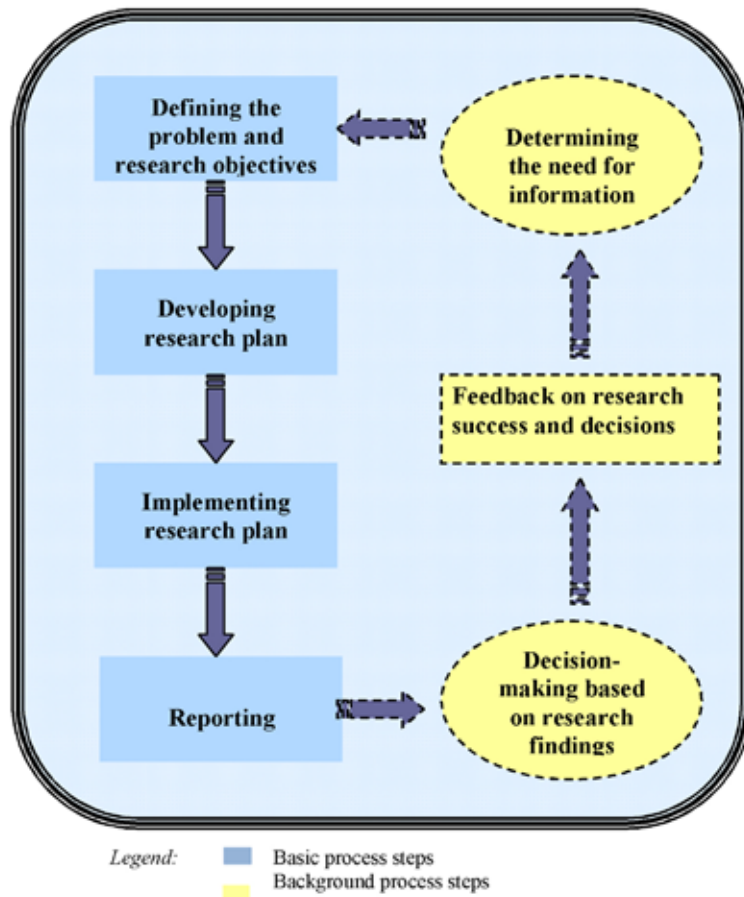 Defining the
problem and
research objectives
Determining
the need for
information
Developing
research plan
Feedback on research
success and decisions
Implementing
research plan
Reporting
Decision-
making based
on research
findings
Legend:
Basic process steps
Background process steps